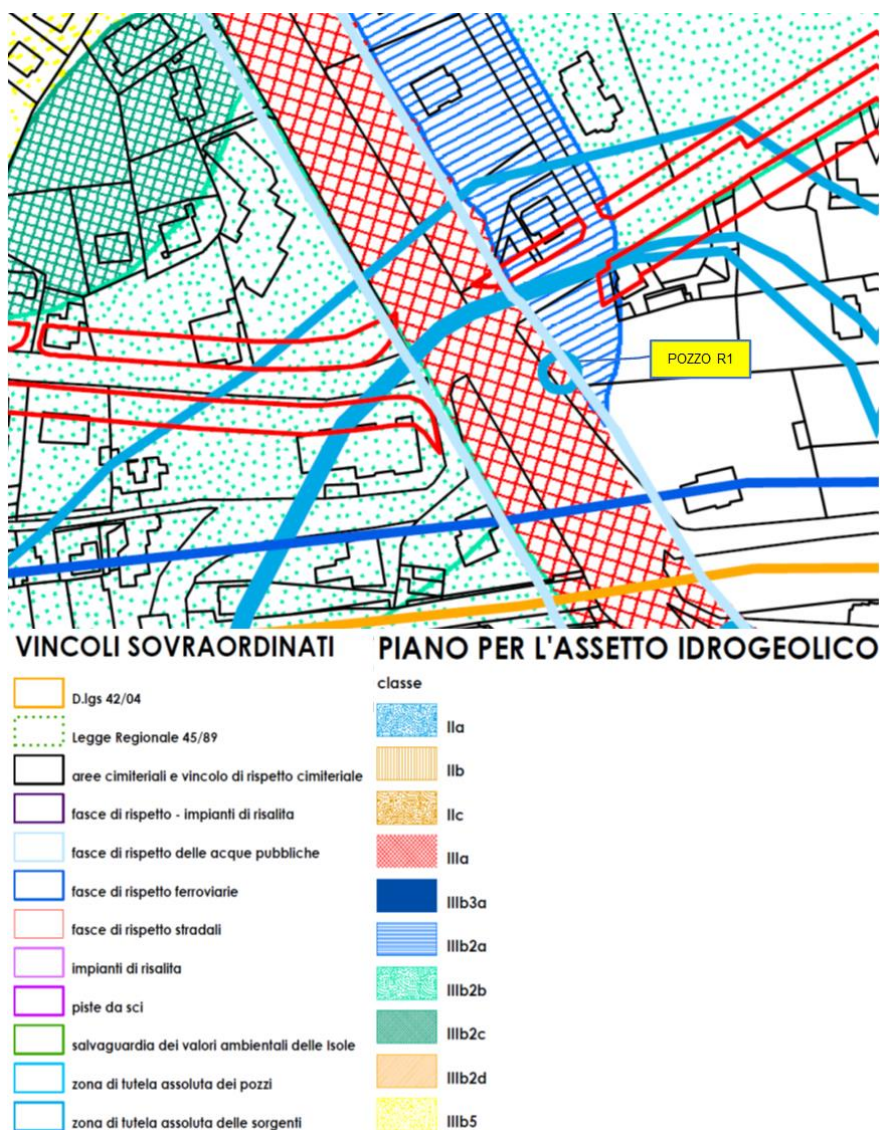 POZZO R1
VINCOLI SOVRAORDINATI
D.lgs 42/04
Legge Regionale 45/89
aree cimiteriali e vincolo di rispetto cimiteriale
fasce di rispetto - impianti di risalita
fasce di rispetto delle acque pubbliche
fasce di rispetto ferroviarie
fasce di rispetto stradali
impianti di risalita
piste da sci
salvaguardia dei valori ambientali delle Isole
zona di tutela assoluta dei pozzi
zona di tutela assoluta delle sorgenti
PIANO PER L'ASSETTO IDROGEOLOGICO
classe
IIa
IIb
IIc
IIIa
IIIb3a
IIIb2a
IIIb2b
IIIb2c
IIIb2d
IIIb5